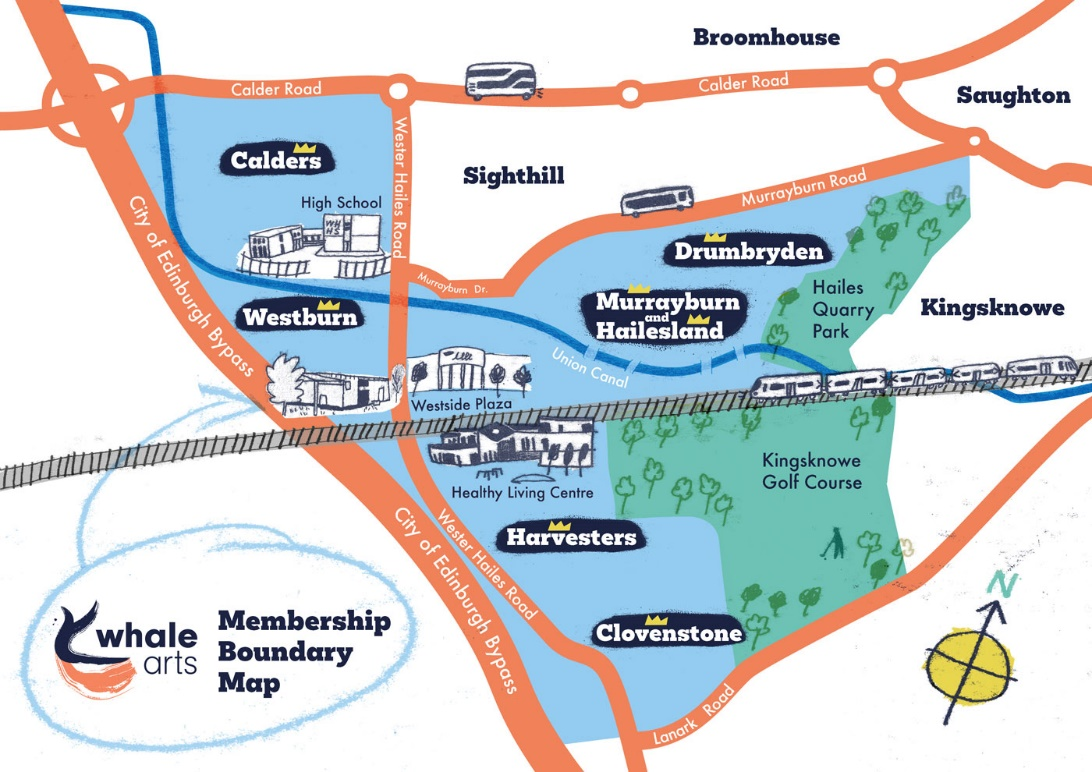 Broomhouse
Calder Road
Calder Road
Saughton
Calders
Sighthill
Wester Hailes Road
Murrayburn Road
High School
WH
HS
City of Edinburgh Bypass
Drumbryden
Murrayburn Dr.
Hailes
Quarry
Park
Murrayburn
and
Hailesland
Kingsknowe
Westburn
Union Canal
Westside Plaza
Kingsknowe
Golf Course
Healthy Living Centre
Harvesters
City of Edinburgh Bypass
Wester Hailes Road
N
Clovenstone
whale
arts
Membership
Boundary
Map
Lanark Road